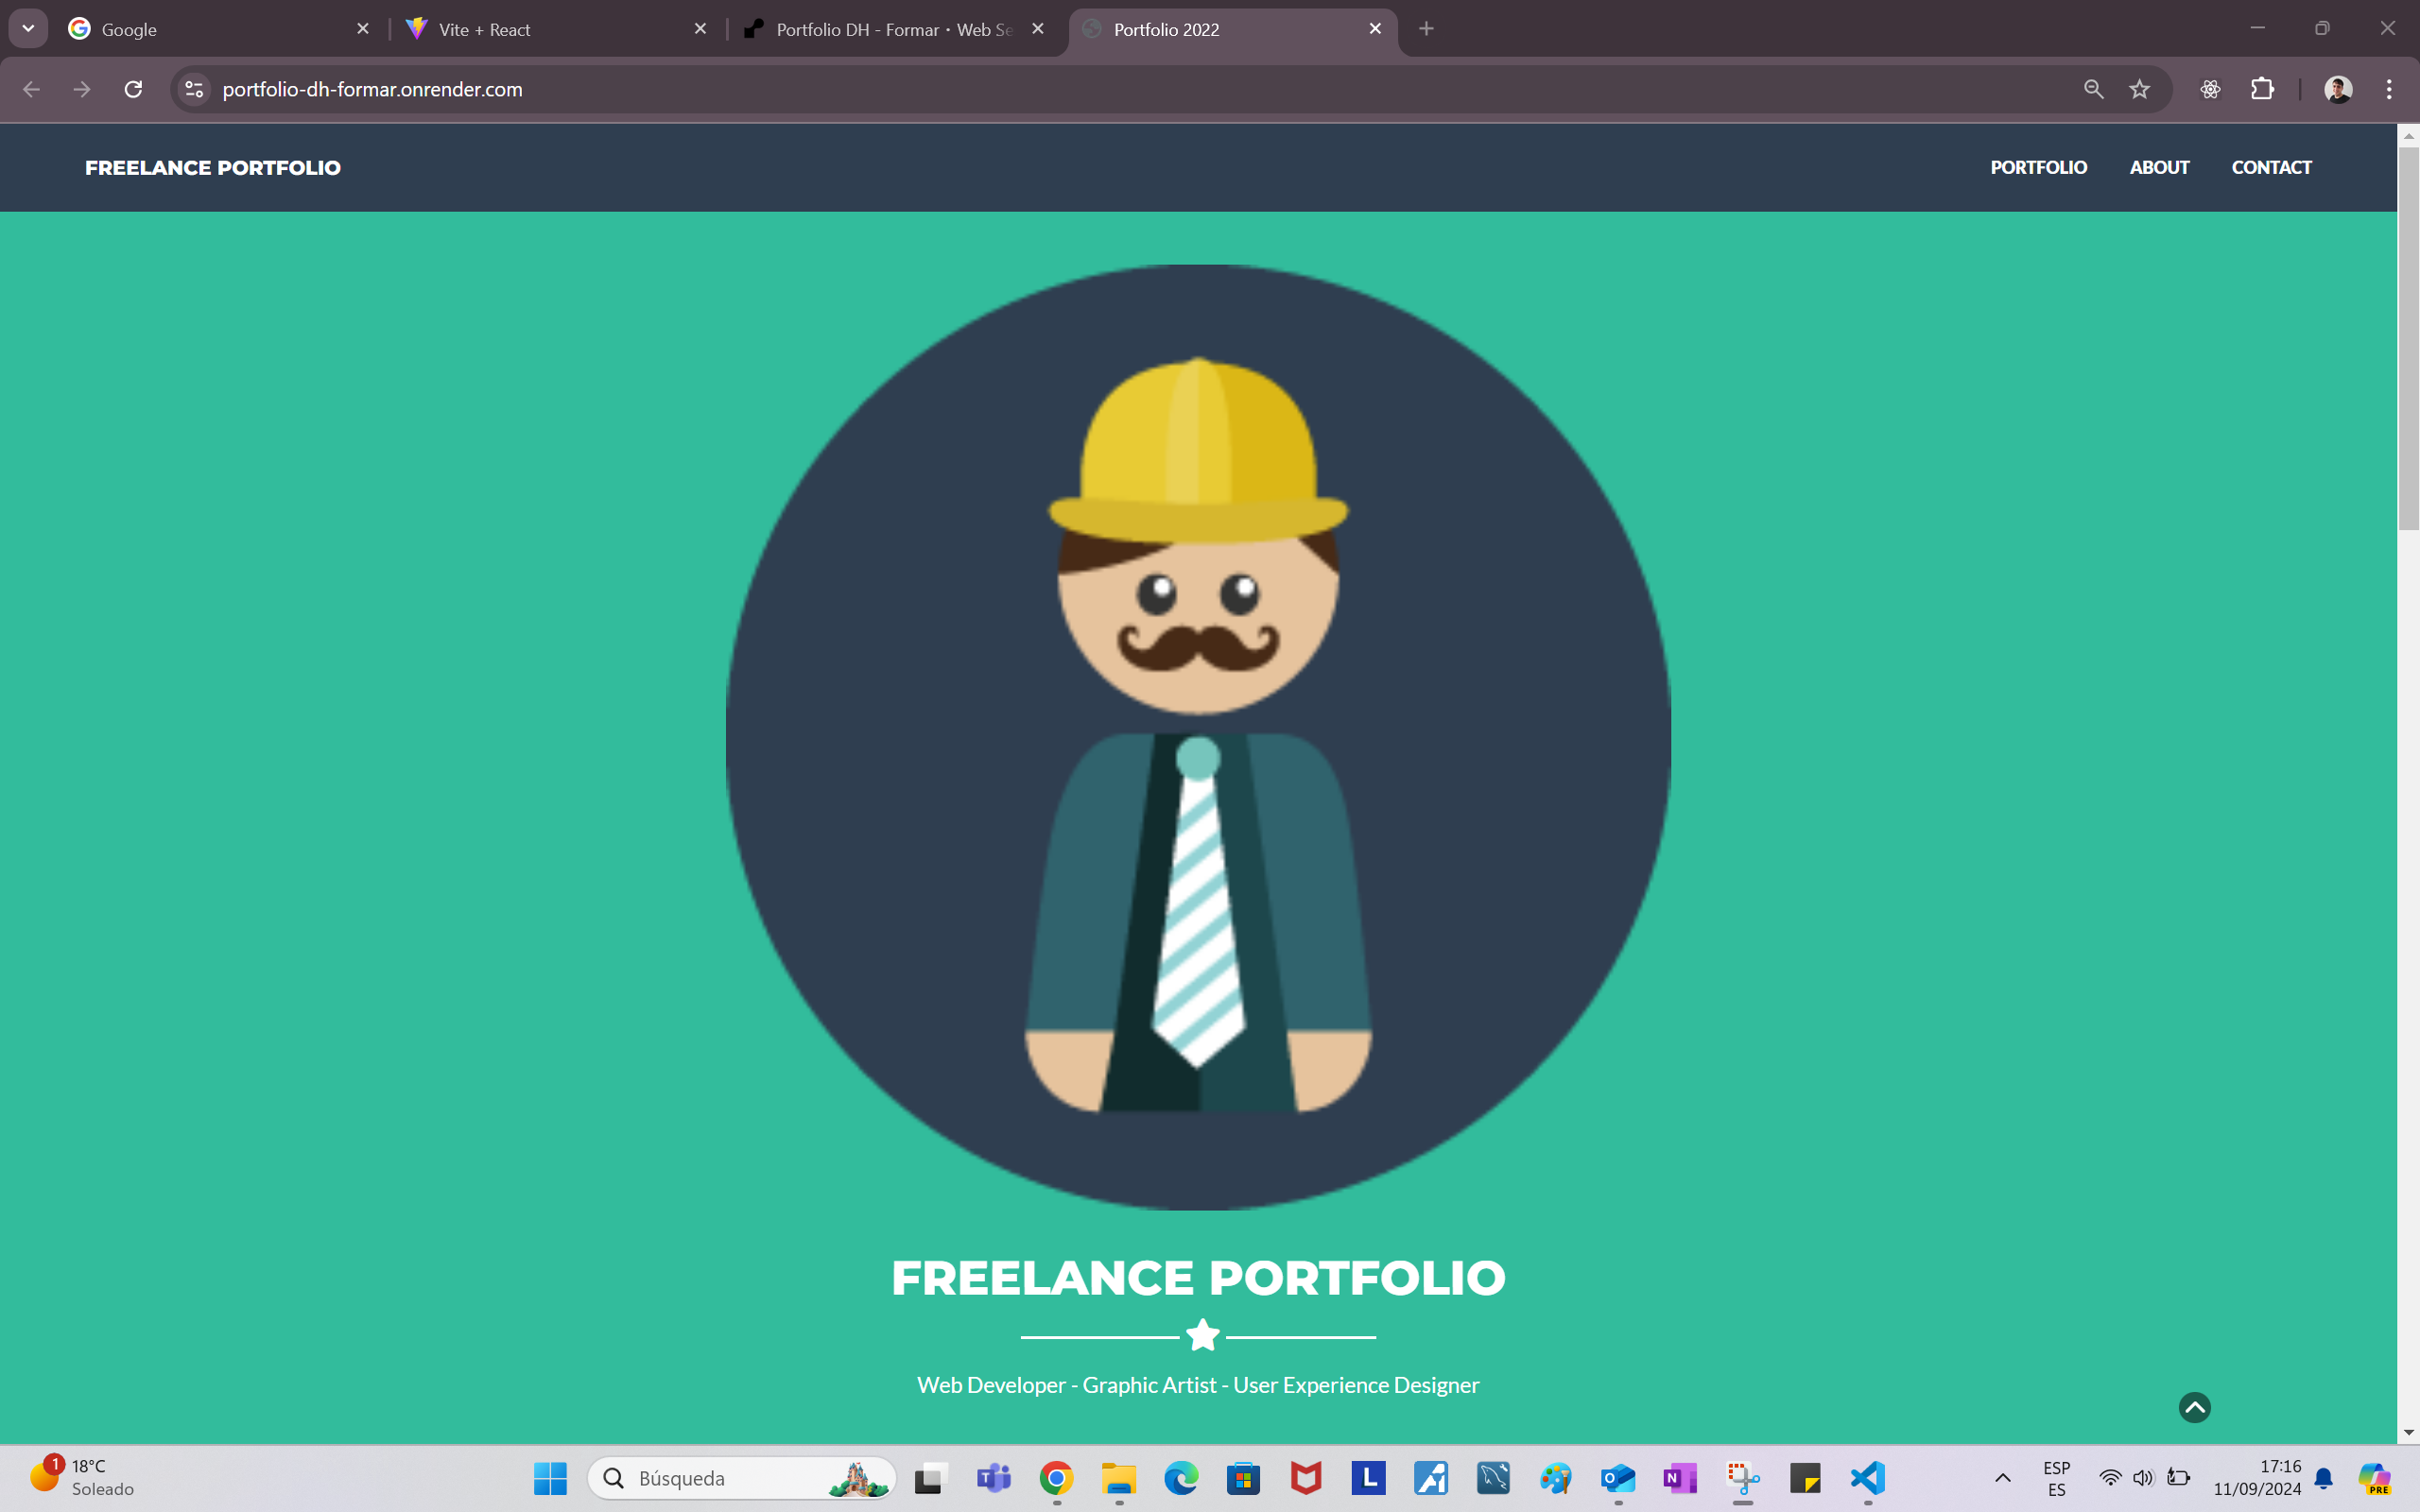 Google
Vite + React
Portfolio DH - Formar • Web Se
Portfolio 2022
portfolio-dh-formar.onrender.com
FREELANCE PORTFOLIO
PORTFOLIO
ABOUT
CONTACT
FREELANCE PORTFOLIO
Web Developer - Graphic Artist - User Experience Designer
1
18°C
Soleado
Búsqueda
T
L
O
N
ESP
ES
17:16
11/09/2024
PRE